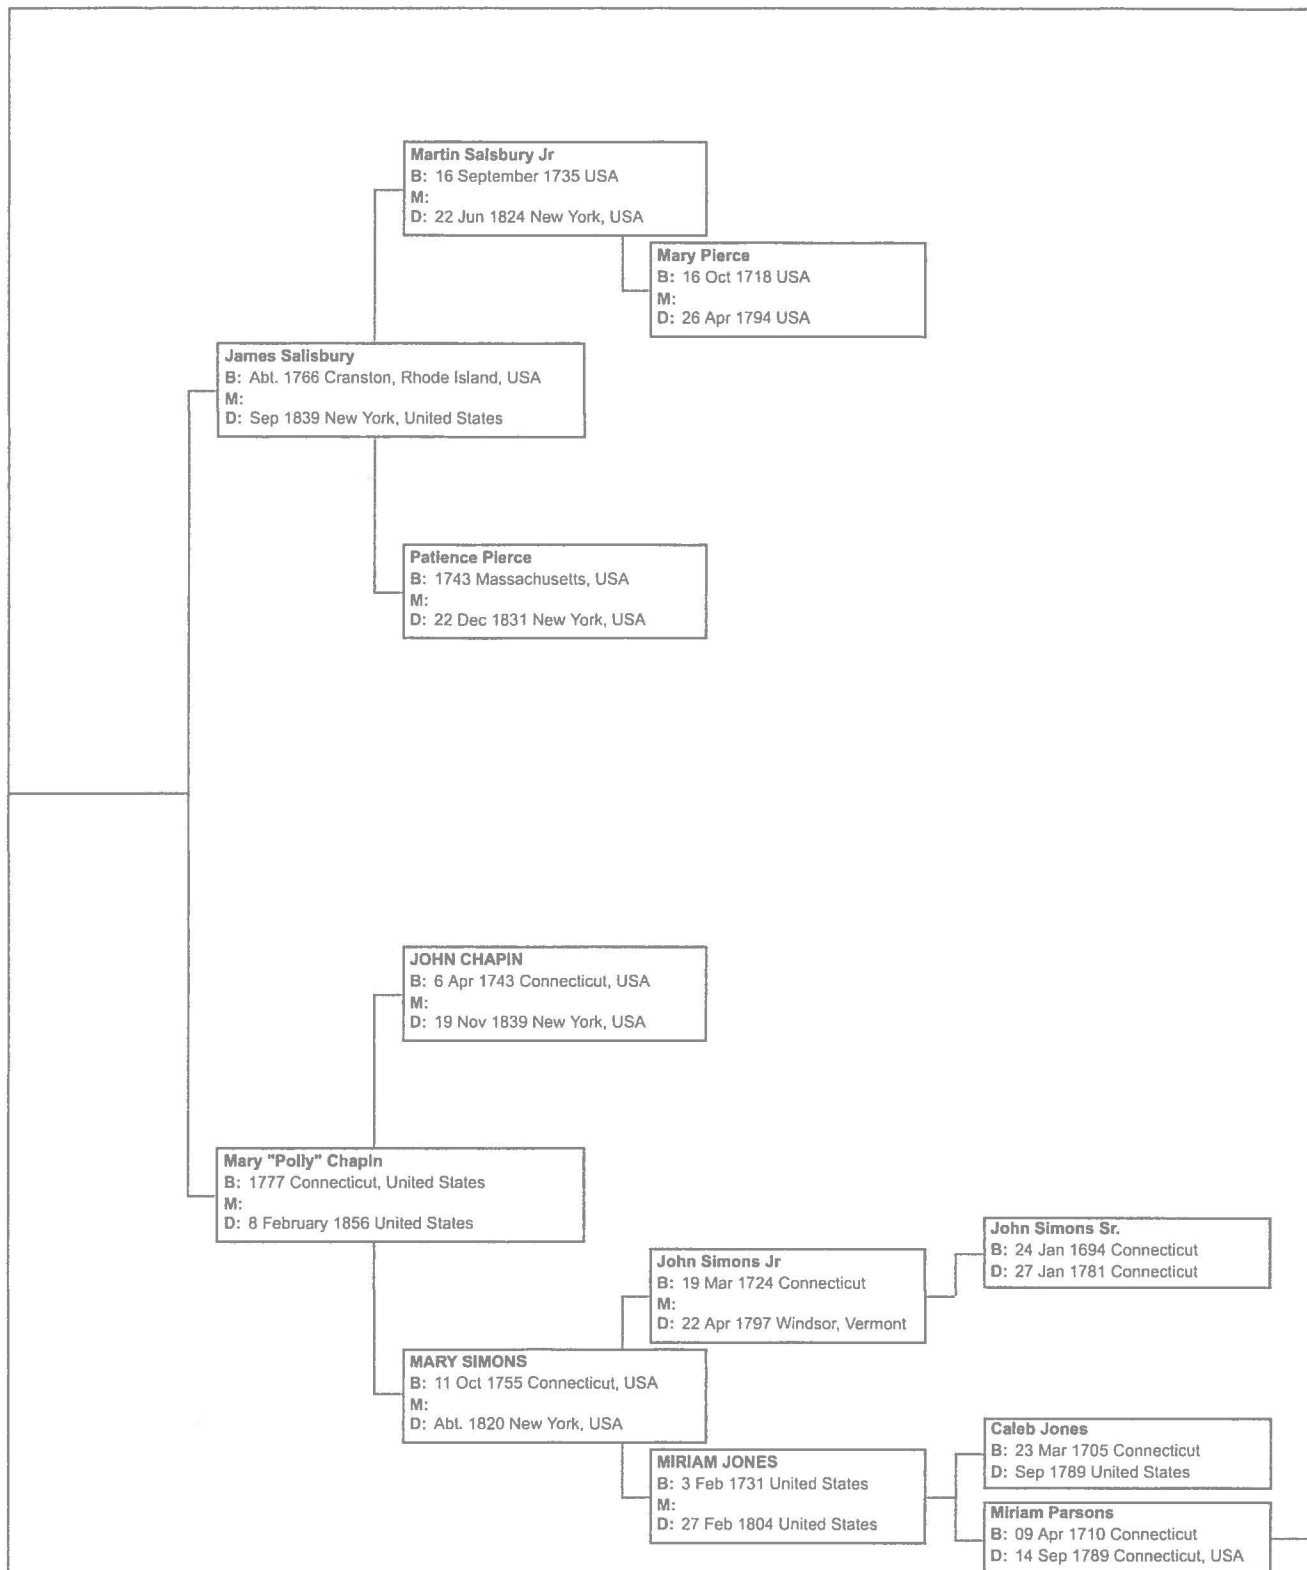 Martin Salsbury Jr
B: 16 September 1735 USA
M:
D: 22 Jun 1824 New York, USA
Mary Pierce
B: 16 Oct 1718 USA
M:
D: 26 Apr 1794 USA
James Salisbury
B: Abt. 1766 Cranston, Rhode Island, USA
M:
D: Sep 1839 New York, United States
Patience Pierce
B: 1743 Massachusetts, USA
M:
D: 22 Dec 1831 New York, USA
JOHN CHAPIN
B: 6 Apr 1743 Connecticut, USA
M:
D: 19 Nov 1839 New York, USA
Mary "Polly" Chapin
B: 1777 Connecticut, United States
M:
D: 8 February 1856 United States
John Simons Sr.
B: 24 Jan 1694 Connecticut
D: 27 Jan 1781 Connecticut
John Simons Jr
B: 19 Mar 1724 Connecticut
M:
D: 22 Apr 1797 Windsor, Vermont
MARY SIMONS
B: 11 Oct 1755 Connecticut, USA
M:
D: Abt. 1820 New York, USA
Caleb Jones
B: 23 Mar 1705 Connecticut
D: Sep 1789 United States
MIRIAM JONES
B: 3 Feb 1731 United States
M:
D: 27 Feb 1804 United States
Miriam Parsons
B: 09 Apr 1710 Connecticut
D: 14 Sep 1789 Connecticut, USA